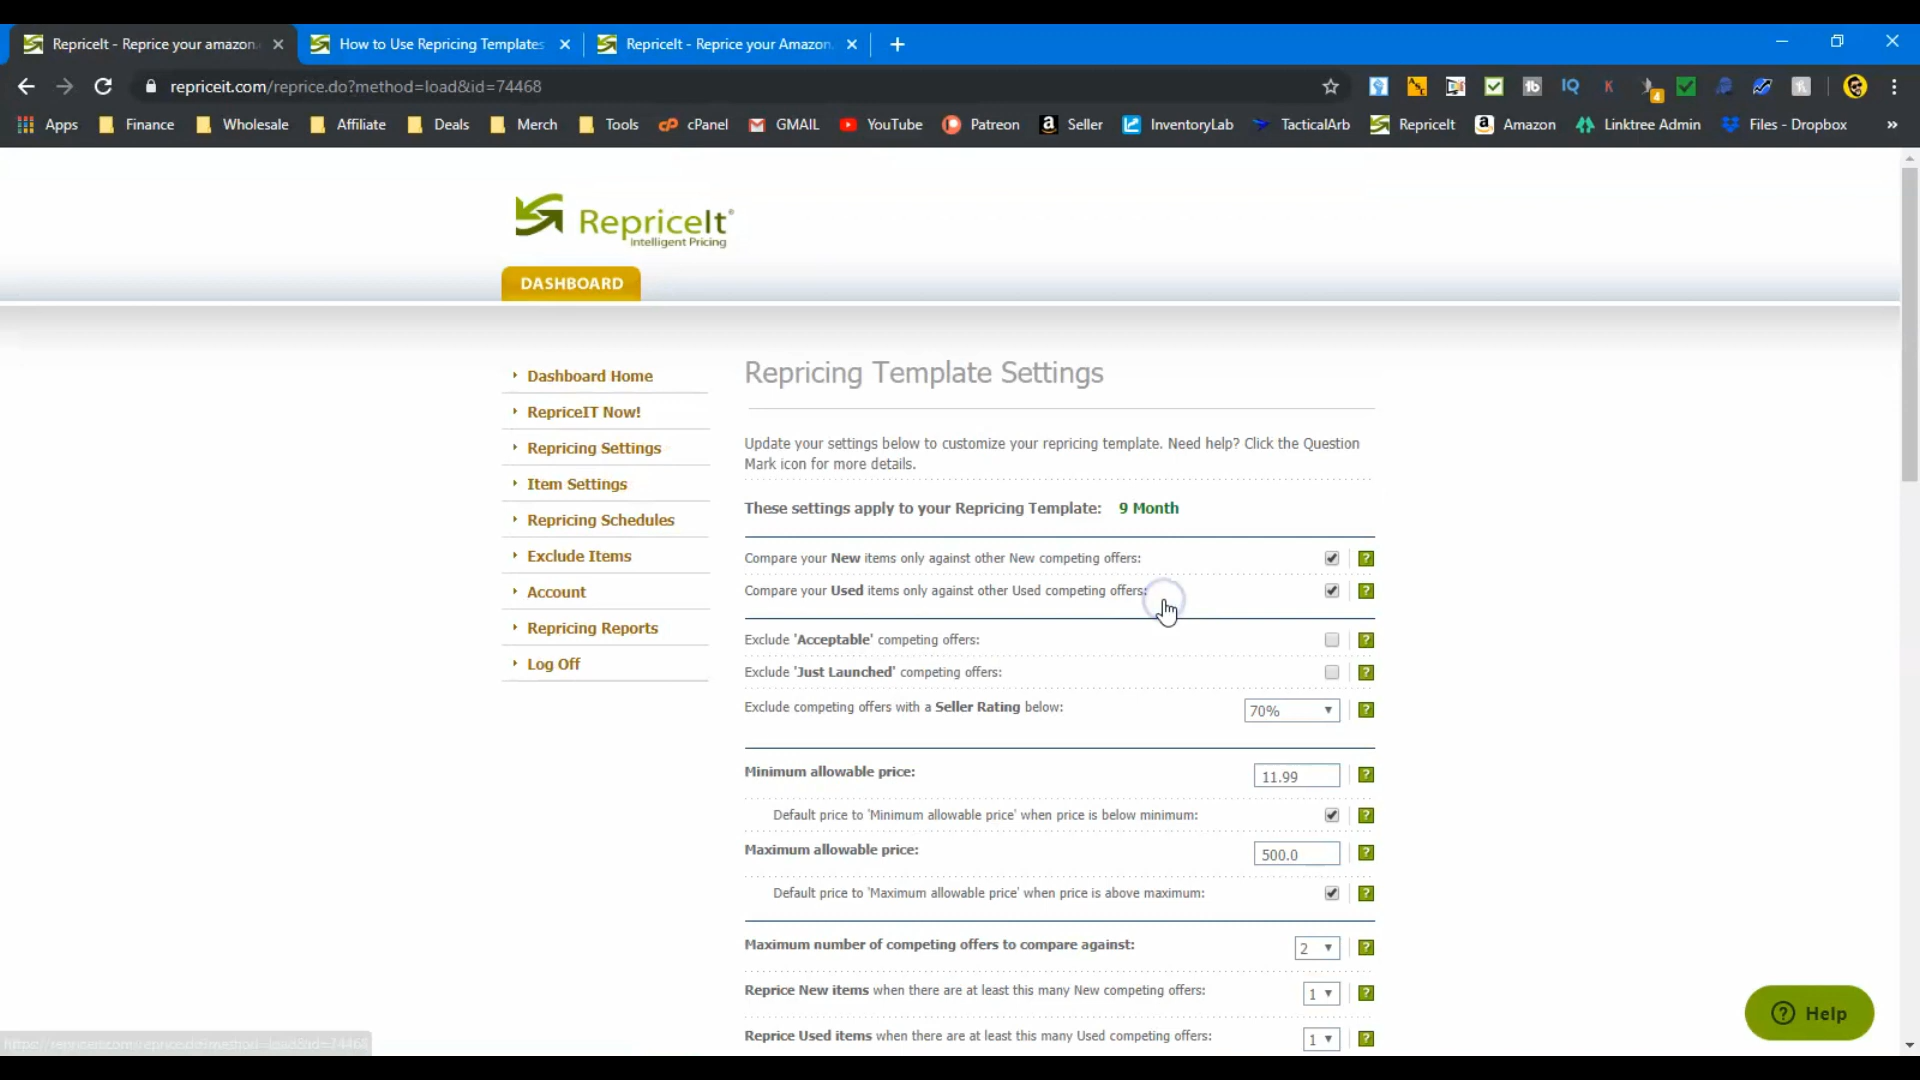 RepriceIt - Reprice your amazon.
How to Use Repricing Templates
RepriceIt - Reprice your Amazon.
repriceit.com/reprice.do?method=load&id=74468
Apps Finance Wholesale Affiliate Deals Merch Tools cPanel GMAIL YouTube Patreon Seller InventoryLab TacticalArb RepriceIt Amazon Linktree Admin Files - Dropbox »
RepriceIt®
Intelligent Pricing
DASHBOARD
Dashboard Home
RepriceIT Now!
Repricing Settings
Item Settings
Repricing Schedules
Exclude Items
Account
Repricing Reports
Log Off
Repricing Template Settings
Update your settings below to customize your repricing template. Need help? Click the Question
Mark icon for more details.
These settings apply to your Repricing Template: 9 Month
Compare your New items only against other New competing offers: ?
Compare your Used items only against other Used competing offers: ?
Exclude 'Acceptable' competing offers: ?
Exclude 'Just Launched' competing offers: ?
Exclude competing offers with a Seller Rating below: 70% ?
Minimum allowable price: 11.99 ?
Default price to 'Minimum allowable price' when price is below minimum: ?
Maximum allowable price: 500.0 ?
Default price to 'Maximum allowable price' when price is above maximum: ?
Maximum number of competing offers to compare against: 2 ?
Reprice New items when there are at least this many New competing offers: 1 ?
Reprice Used items when there are at least this many Used competing offers: 1 ?
? Help